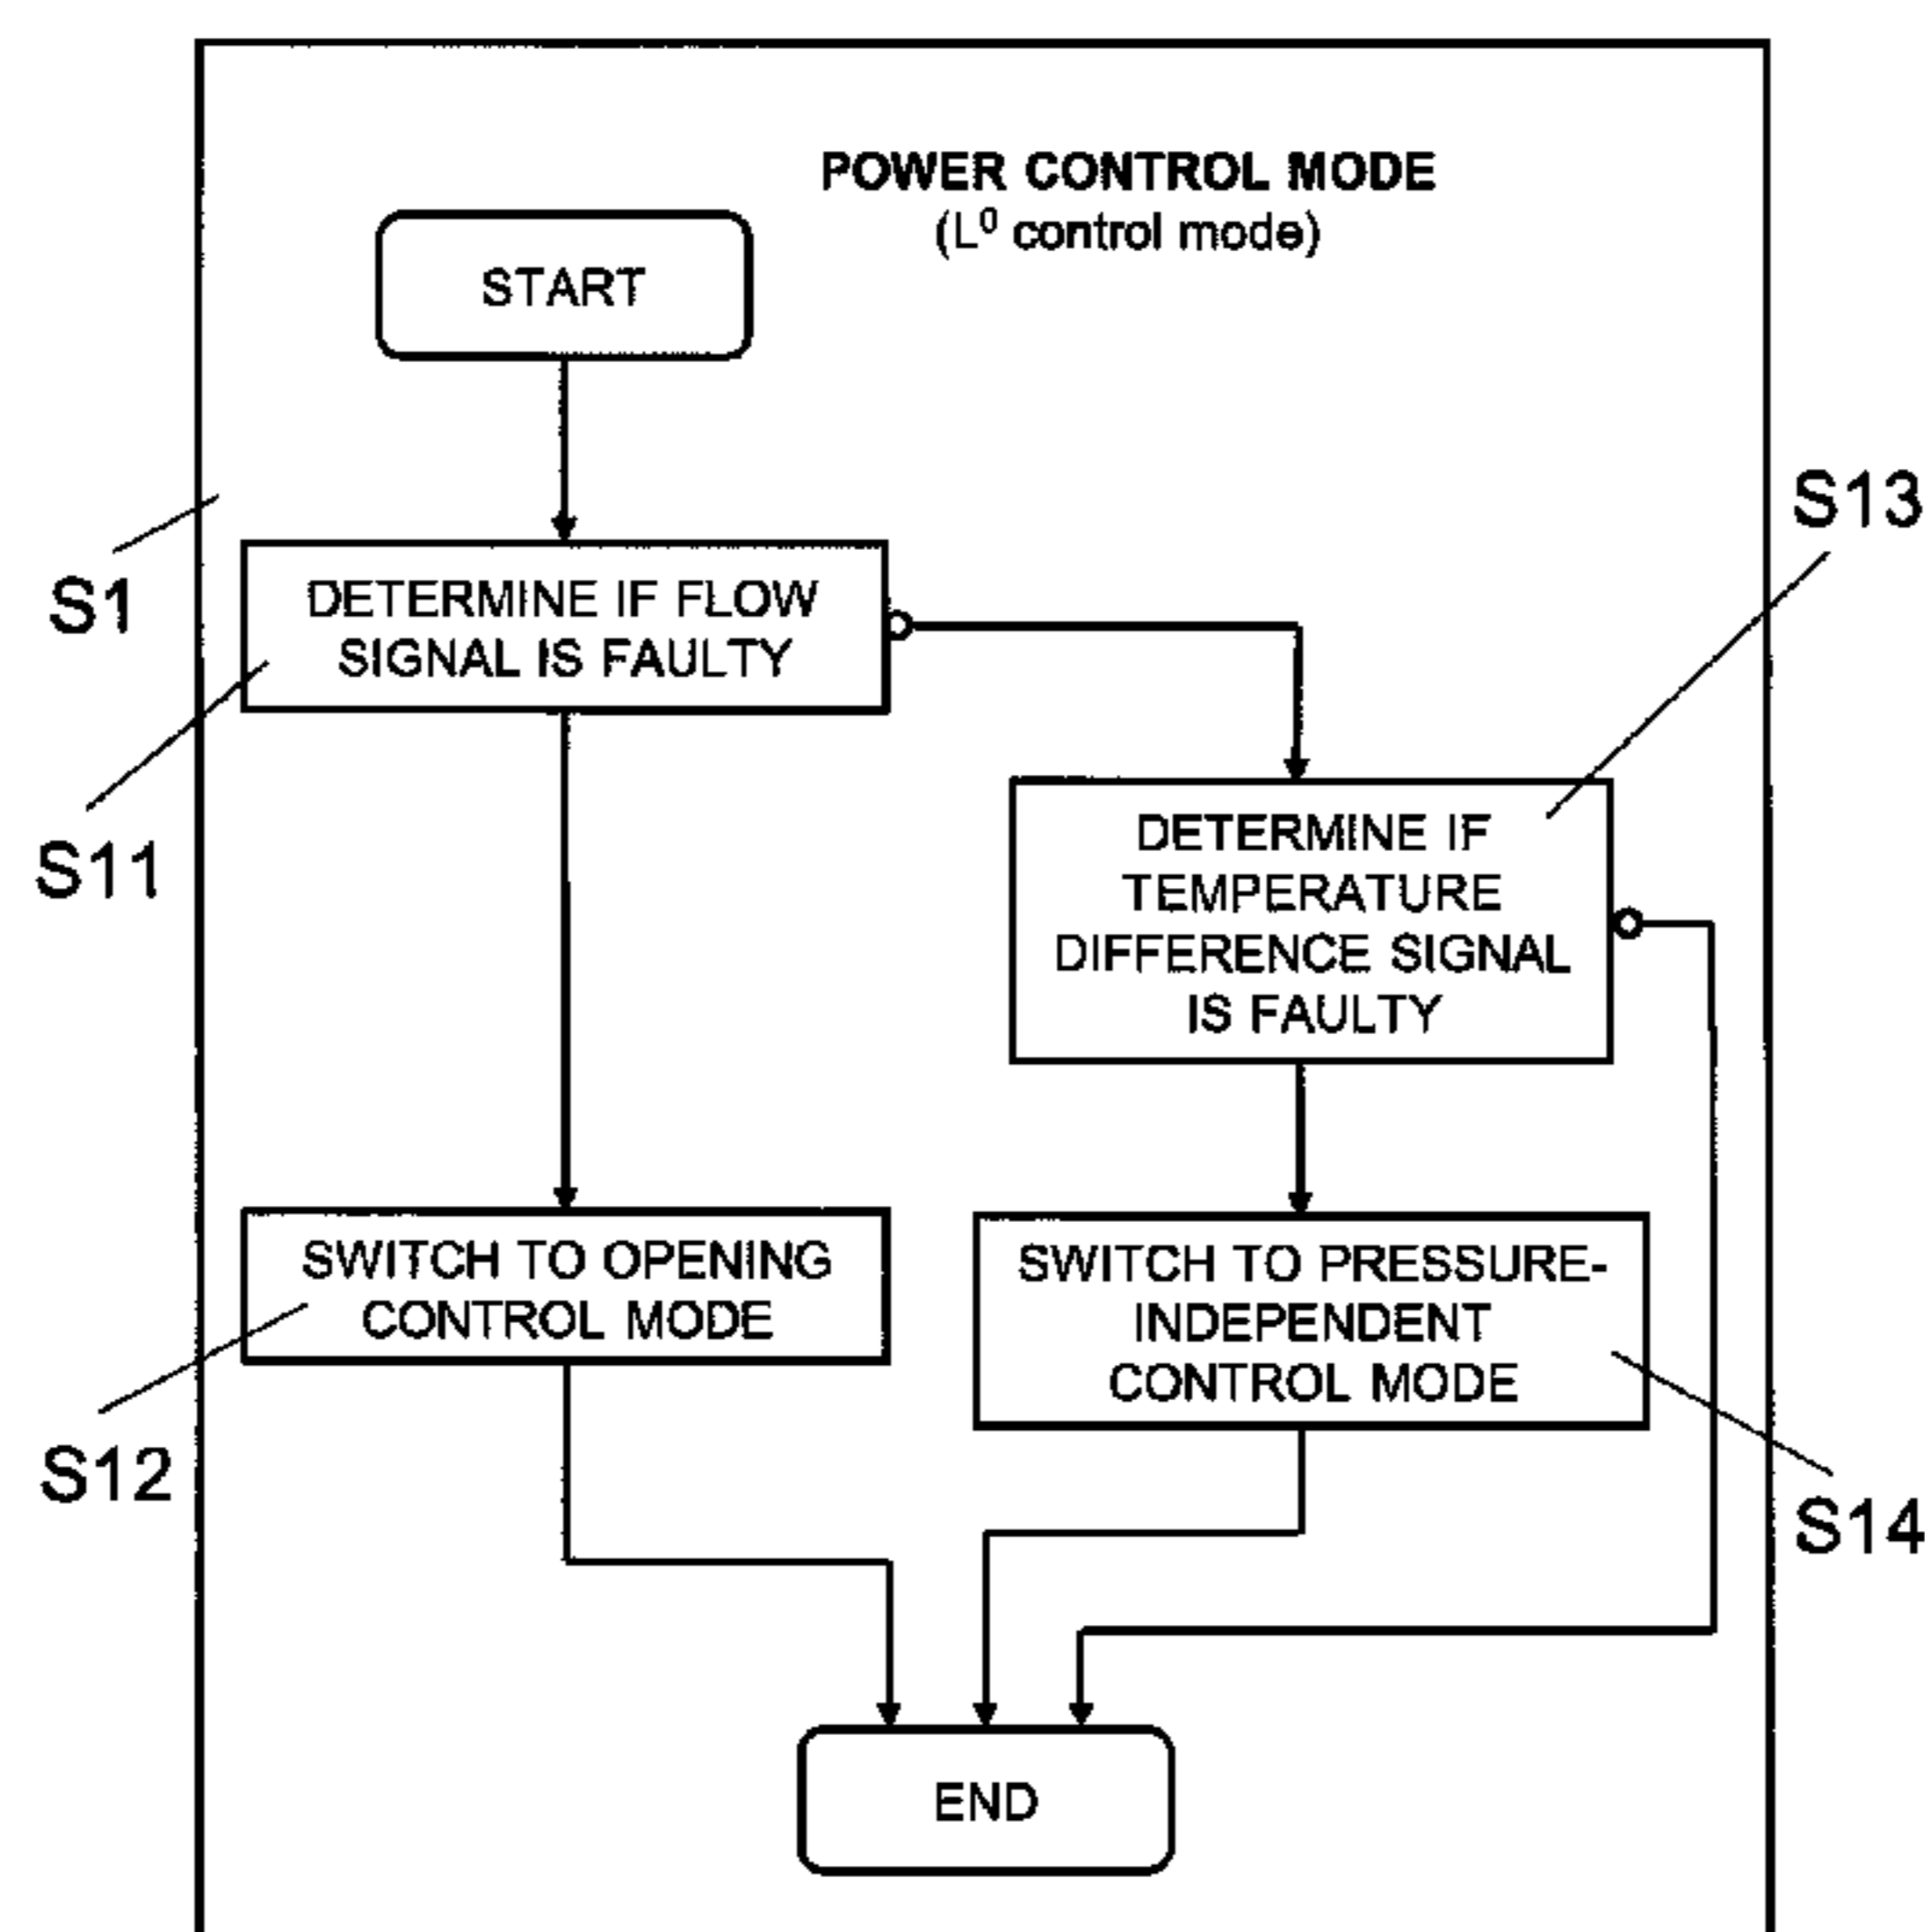 POWER CONTROL MODE
(L⁰ control mode)
START
S1
DETERMINE IF FLOW
SIGNAL IS FAULTY
S11
S13
DETERMINE IF
TEMPERATURE
DIFFERENCE SIGNAL
IS FAULTY
SWITCH TO OPENING
CONTROL MODE
S12
SWITCH TO PRESSURE-
INDEPENDENT
CONTROL MODE
S14
END